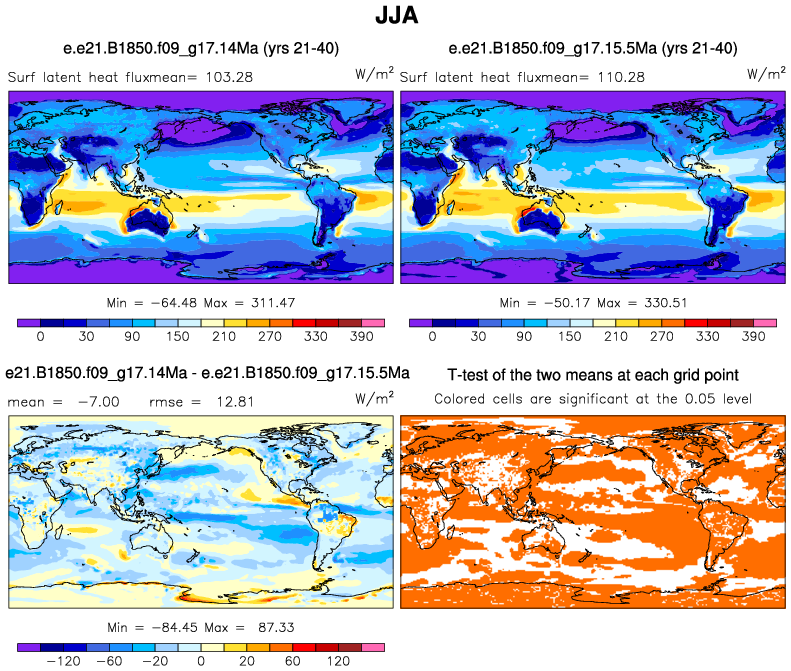 JJA
e.e21.B1850.f09_g17.14Ma (yrs 21-40)
Surf latent heat fluxmean= 103.28 W/m²
Min = −64.48 Max = 311.47
0 30 90 150 210 270 330 390
e.e21.B1850.f09_g17.15.5Ma (yrs 21-40)
Surf latent heat fluxmean= 110.28 W/m²
Min = −50.17 Max = 330.51
0 30 90 150 210 270 330 390
e21.B1850.f09_g17.14Ma - e.e21.B1850.f09_g17.15.5Ma
mean = −7.00 rmse = 12.81 W/m²
Min = −84.45 Max = 87.33
−120 −60 −20 0 20 60 120
T-test of the two means at each grid point
Colored cells are significant at the 0.05 level